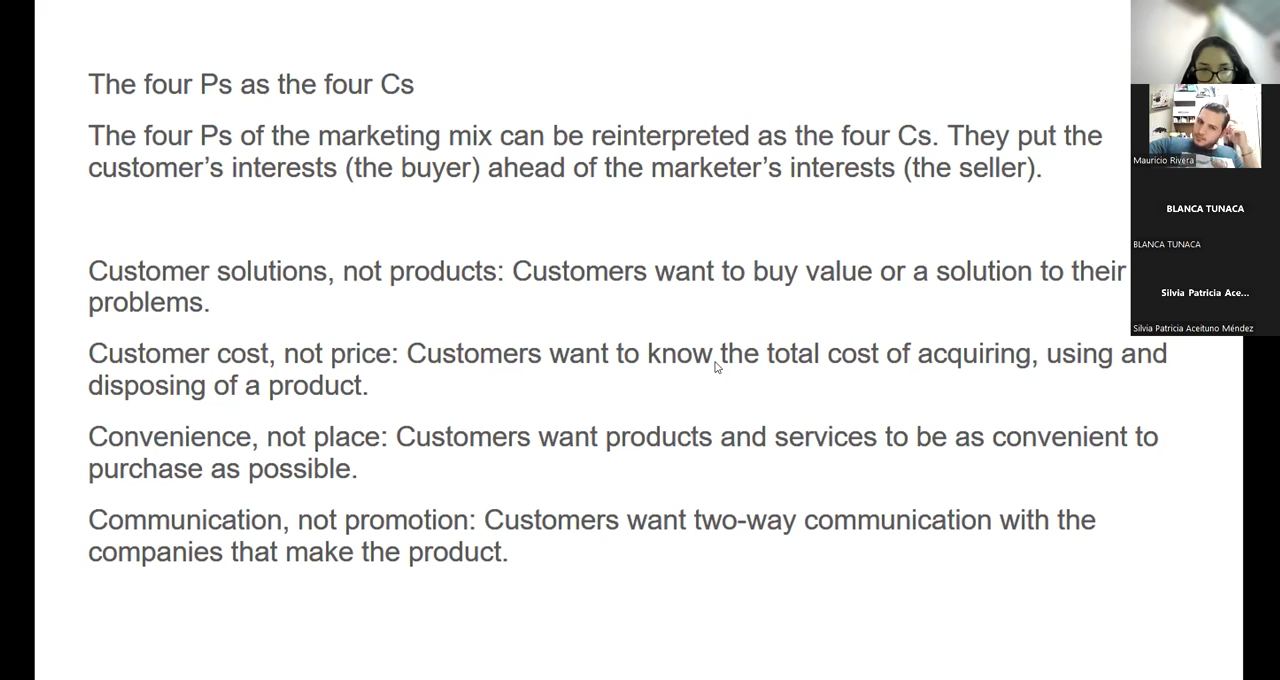 The four Ps as the four Cs
The four Ps of the marketing mix can be reinterpreted as the four Cs. They put the
customer’s interests (the buyer) ahead of the marketer’s interests (the seller).
Customer solutions, not products: Customers want to buy value or a solution to their
problems.
Customer cost, not price: Customers want to know the total cost of acquiring, using and
disposing of a product.
Convenience, not place: Customers want products and services to be as convenient to
purchase as possible.
Communication, not promotion: Customers want two-way communication with the
companies that make the product.
Mauricio Rivera
BLANCA TUNACA
BLANCA TUNACA
Silvia Patricia Ace...
Silvia Patricia Aceituno Méndez